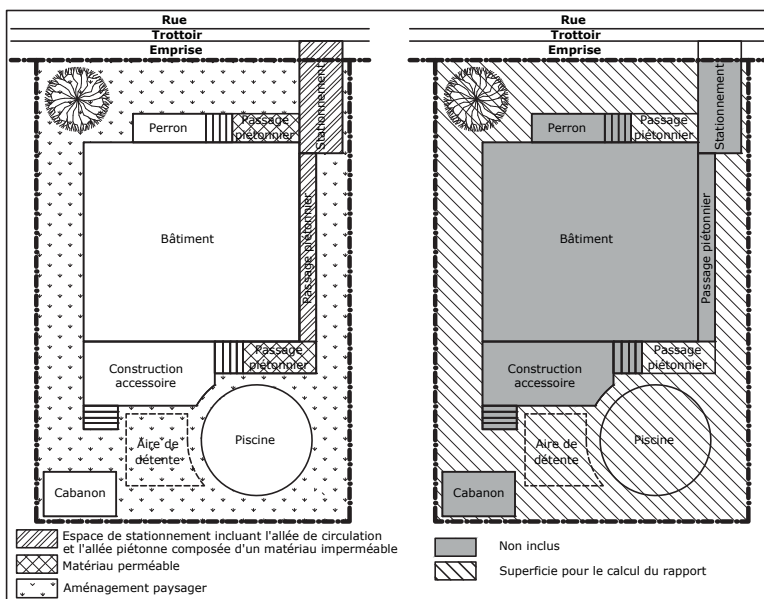 Rue
Trottoir
Emprise
Perron
Passage
piétonnier
Stationnement
Bâtiment
Passage piétonnier
Construction
accessoire
Passage
piétonnier
Aire de
détente
Piscine
Cabanon
Espace de stationnement incluant l'allée de circulation
et l'allée piétonne composée d'un matériau imperméable
Matériau perméable
Aménagement paysager
Rue
Trottoir
Emprise
Perron
Passage
piétonnier
Stationnement
Bâtiment
Passage piétonnier
Construction
accessoire
Passage
piétonnier
Aire de
détente
Piscine
Cabanon
Non inclus
Superficie pour le calcul du rapport